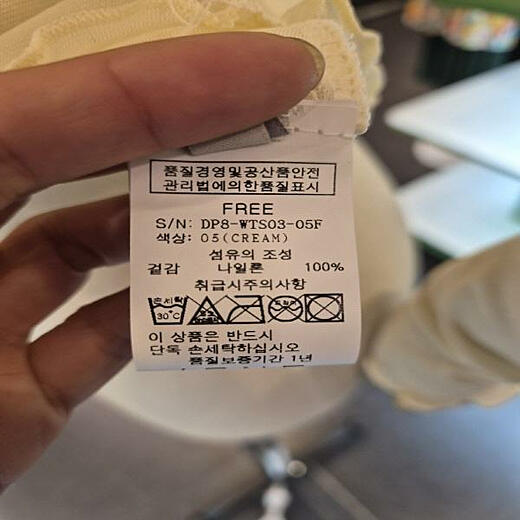 품질경영및공산품안전
관리법에의한품질표시
FREE
S/N: DP8-WTS03-05F
색상: 05(CREAM)
섬유의 조성
겉감 나일론 100%
취급시주의사항
손세탁
30℃
이 상품은 반드시
단독 손세탁하십시오
품질보증기간 1년